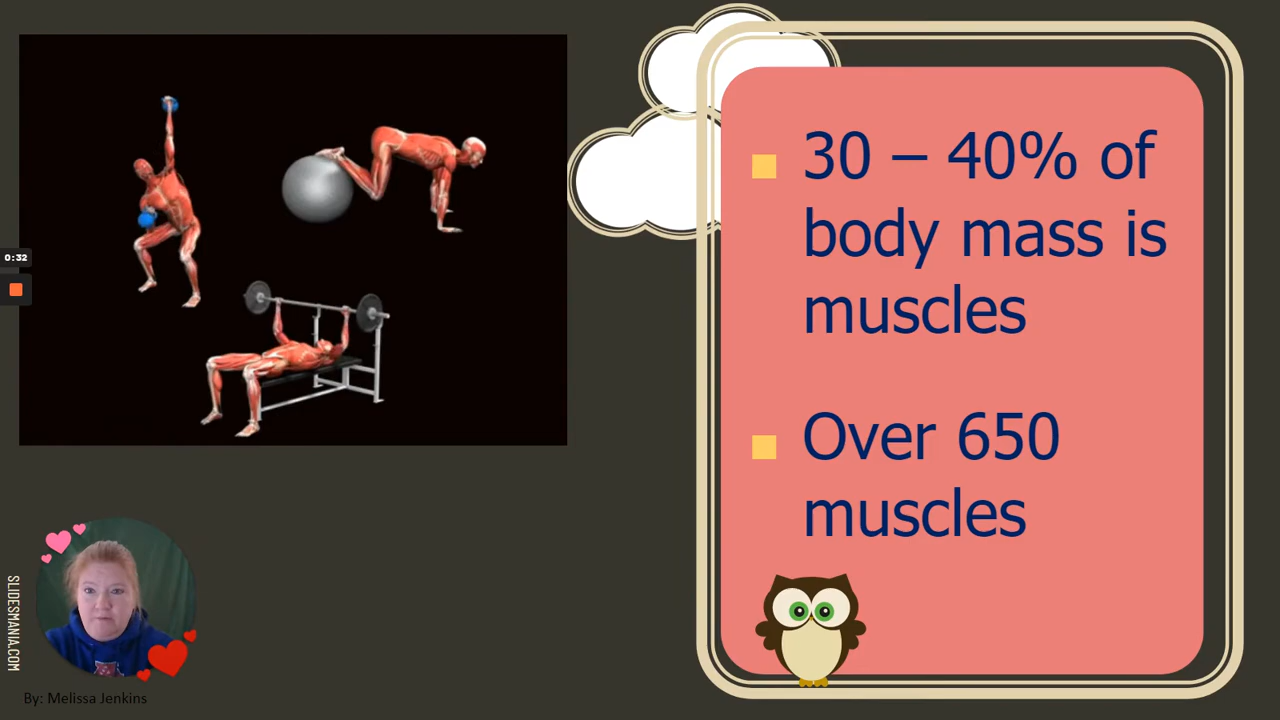 30 – 40% of
body mass is
muscles
Over 650
muscles
0:32
SLIDESMANIA.COM
By: Melissa Jenkins